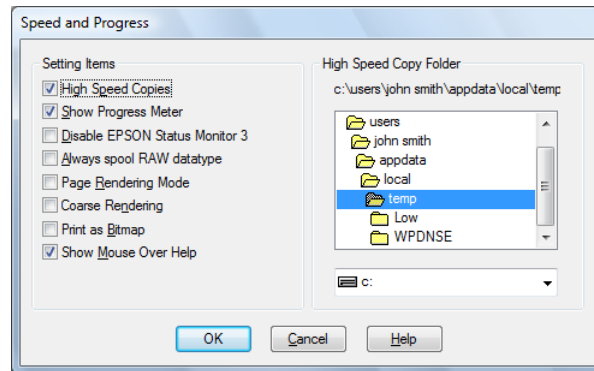 Speed and Progress
Setting Items
High Speed Copies
Show Progress Meter
Disable EPSON Status Monitor 3
Always spool RAW datatype
Page Rendering Mode
Coarse Rendering
Print as Bitmap
Show Mouse Over Help
High Speed Copy Folder
c:\users\john smith\appdata\local\temp
users
john smith
appdata
local
temp
Low
WPDNSE
c:
OK
Cancel
Help